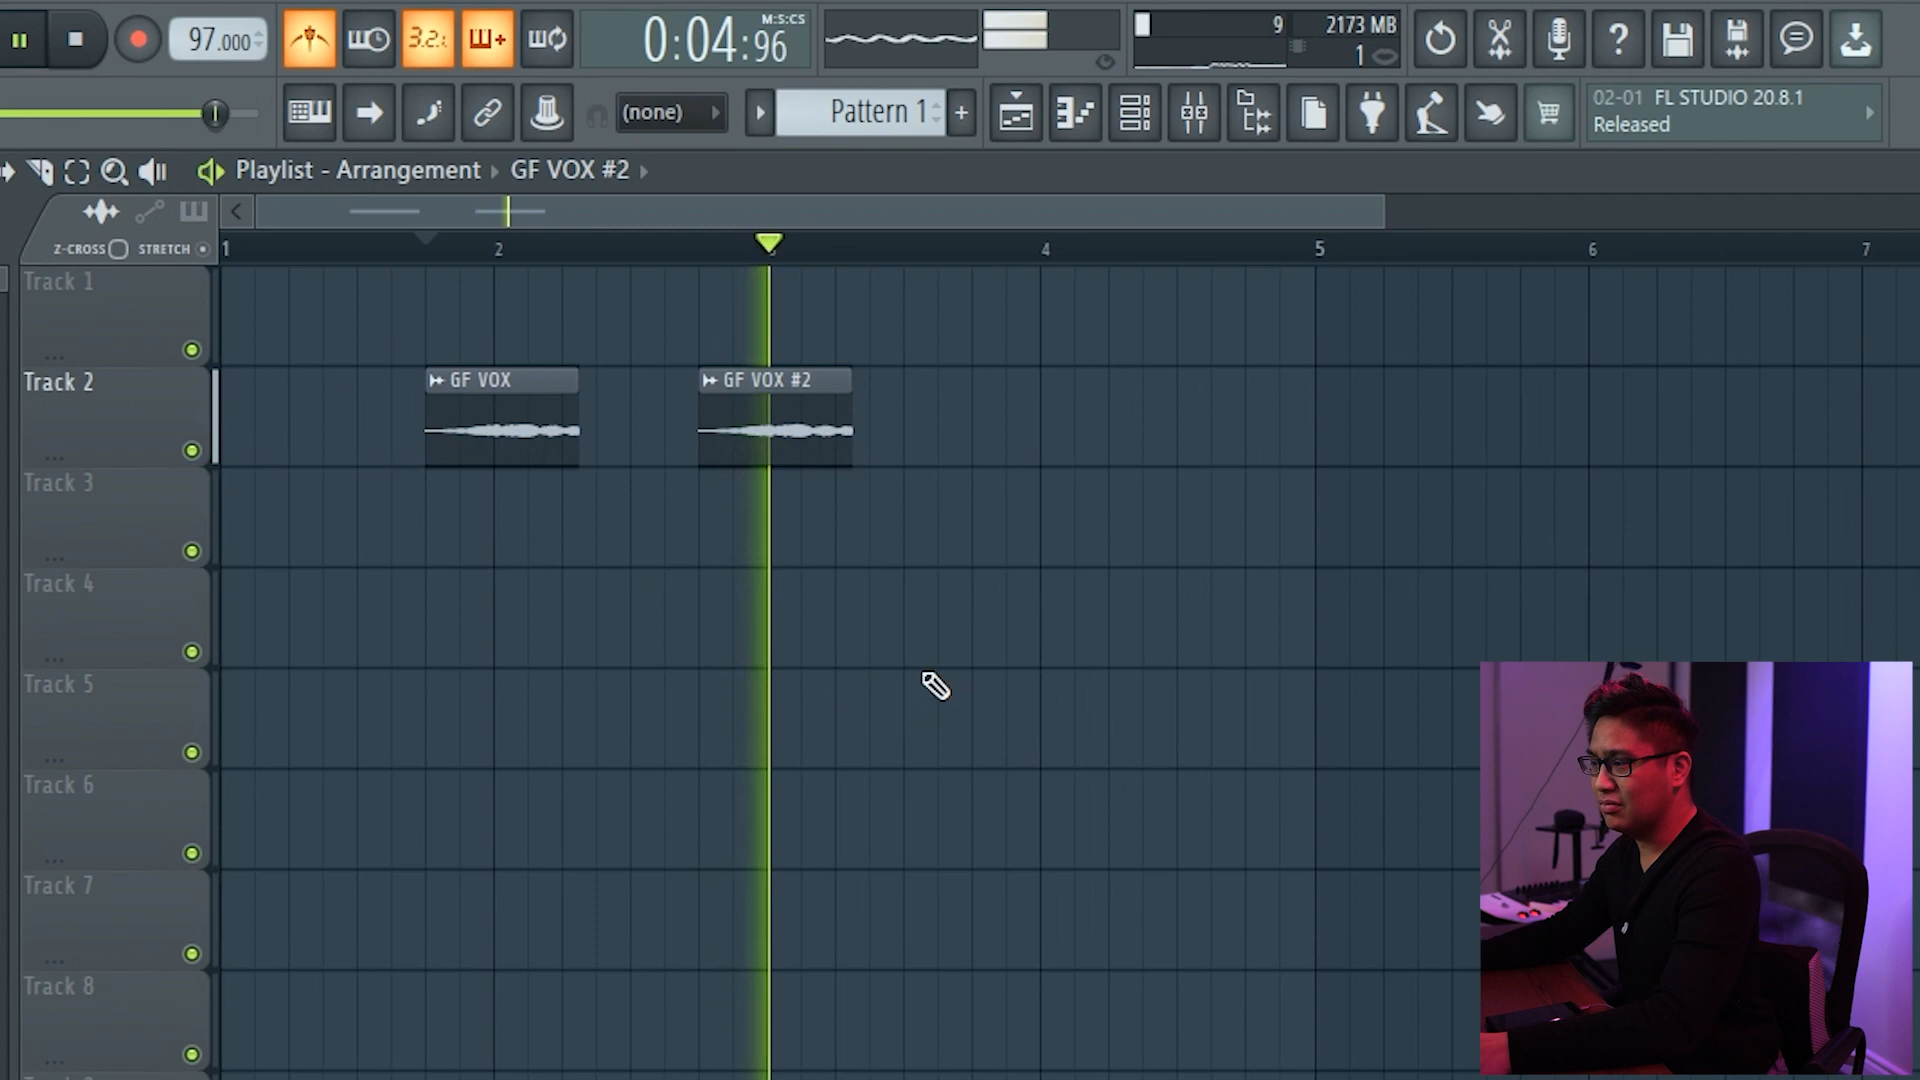 97.000
3.2.
0:04:96
M:S:CS
9
2173 MB
1
(none)
Pattern 1
+
02-01 FL STUDIO 20.8.1
Released
Playlist - Arrangement
GF VOX #2
Z-CROSS
STRETCH
1
2
4
5
6
7
Track 1
Track 2
GF VOX
GF VOX #2
Track 3
Track 4
Track 5
Track 6
Track 7
Track 8